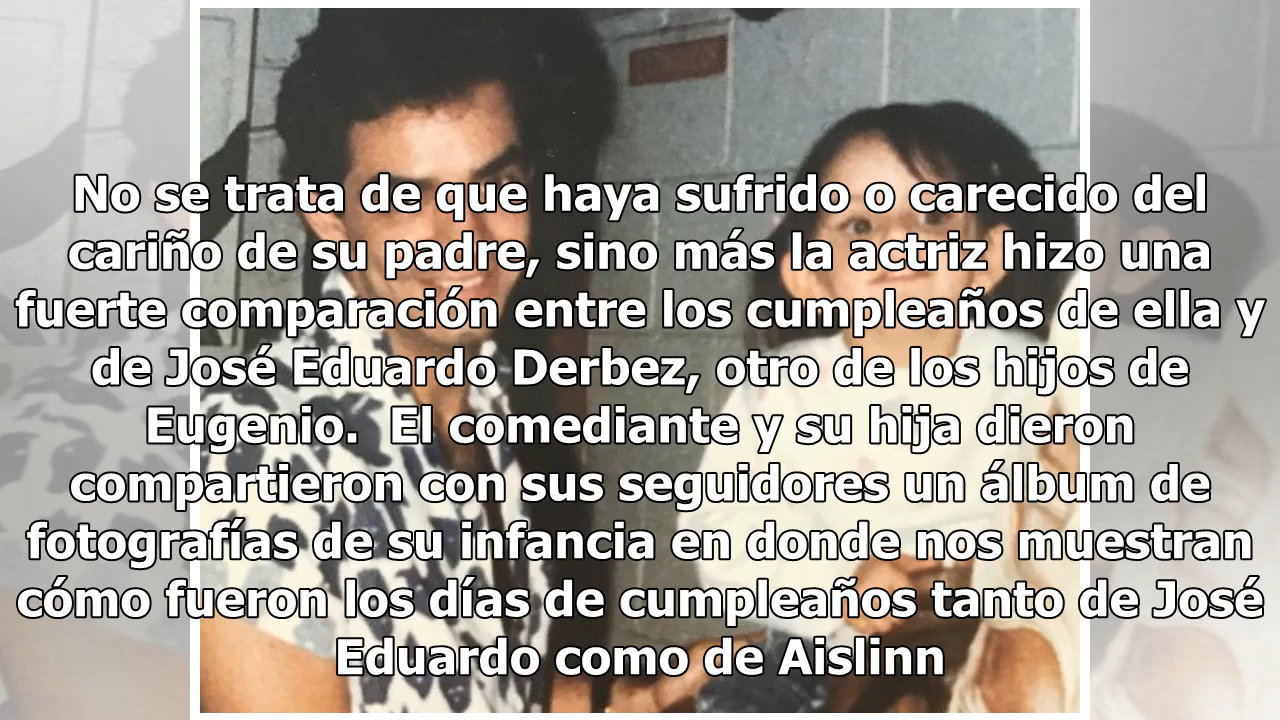 No se trata de que haya sufrido o carecido del
cariño de su padre, sino más la actriz hizo una
fuerte comparación entre los cumpleaños de ella y
de José Eduardo Derbez, otro de los hijos de
Eugenio.  El comediante y su hija dieron
compartieron con sus seguidores un álbum de
fotografías de su infancia en donde nos muestran
cómo fueron los días de cumpleaños tanto de José
Eduardo como de Aislinn